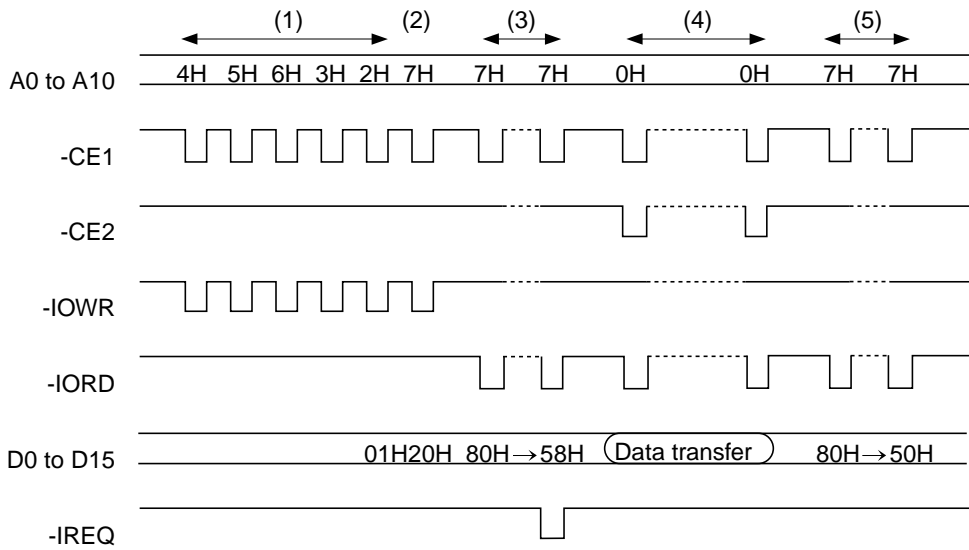 (1) (2) (3) (4) (5)
A0 to A10 4H 5H 6H 3H 2H 7H 7H 7H 0H 0H 7H 7H
-CE1
-CE2
-IOWR
-IORD
D0 to D15 01H20H 80H→58H Data transfer 80H→50H
-IREQ